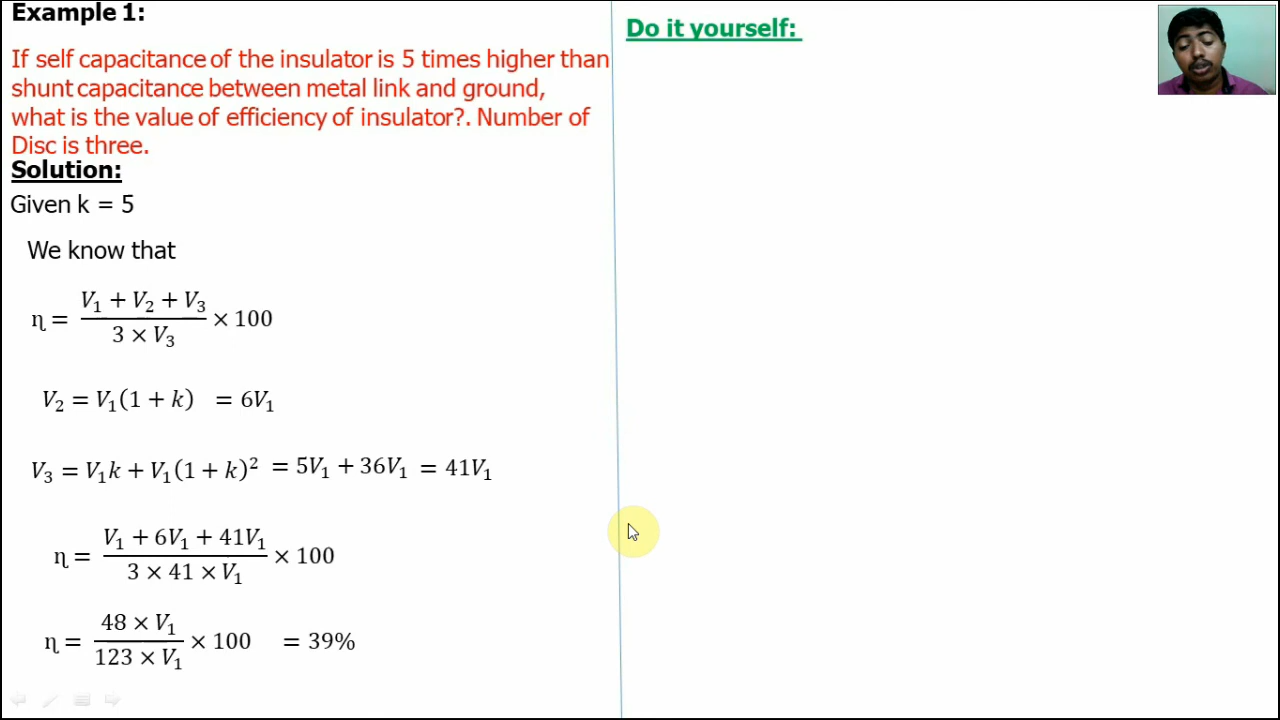 Example 1:
If self capacitance of the insulator is 5 times higher than
shunt capacitance between metal link and ground,
what is the value of efficiency of insulator?. Number of
Disc is three.
Solution:
Given k = 5
We know that
η = (V₁ + V₂ + V₃)/(3 × V₃) × 100
V₂ = V₁(1 + k) = 6V₁
V₃ = V₁k + V₁(1 + k)² = 5V₁ + 36V₁ = 41V₁
η = (V₁ + 6V₁ + 41V₁)/(3 × 41 × V₁) × 100
η = (48 × V₁)/(123 × V₁) × 100 = 39%
Do it yourself: